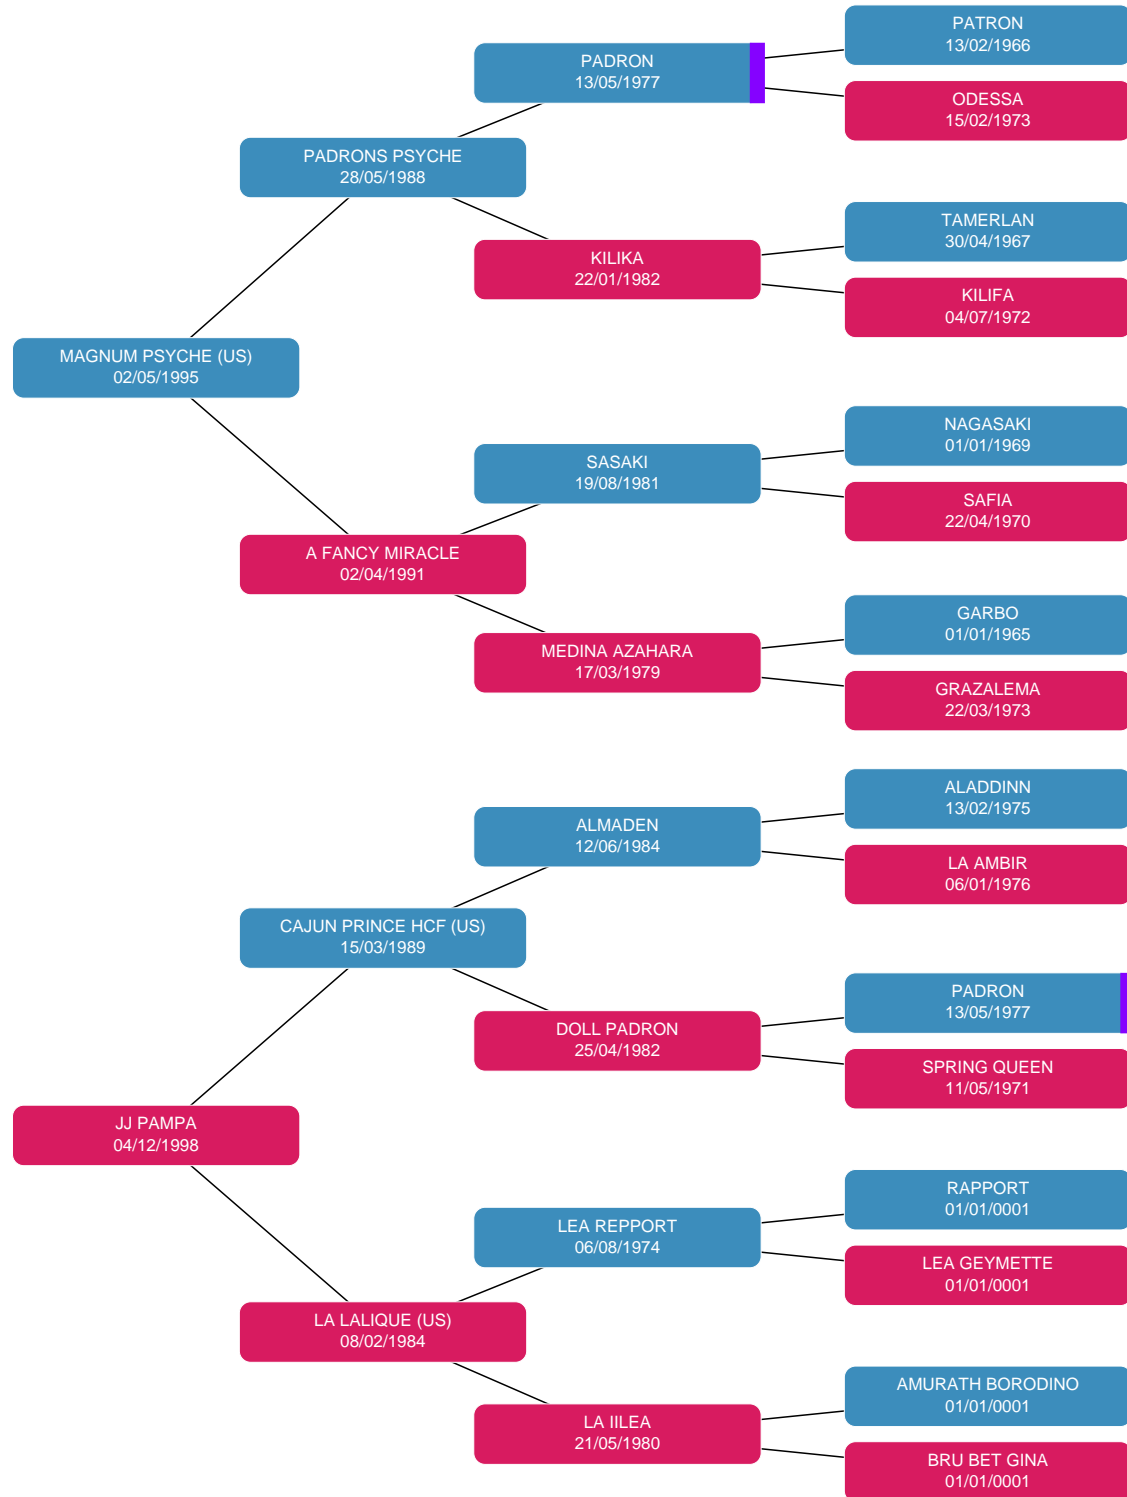 PATRON
13/02/1966
PADRON
13/05/1977
ODESSA
15/02/1973
PADRONS PSYCHE
28/05/1988
TAMERLAN
30/04/1967
KILIKA
22/01/1982
KILIFA
04/07/1972
MAGNUM PSYCHE (US)
02/05/1995
NAGASAKI
01/01/1969
SASAKI
19/08/1981
SAFIA
22/04/1970
A FANCY MIRACLE
02/04/1991
GARBO
01/01/1965
MEDINA AZAHARA
17/03/1979
GRAZALEMA
22/03/1973
ALADDINN
13/02/1975
ALMADEN
12/06/1984
LA AMBIR
06/01/1976
CAJUN PRINCE HCF (US)
15/03/1989
PADRON
13/05/1977
DOLL PADRON
25/04/1982
SPRING QUEEN
11/05/1971
JJ PAMPA
04/12/1998
RAPPORT
01/01/0001
LEA REPPORT
06/08/1974
LEA GEYMETTE
01/01/0001
LA LALIQUE (US)
08/02/1984
AMURATH BORODINO
01/01/0001
LA IILEA
21/05/1980
BRU BET GINA
01/01/0001